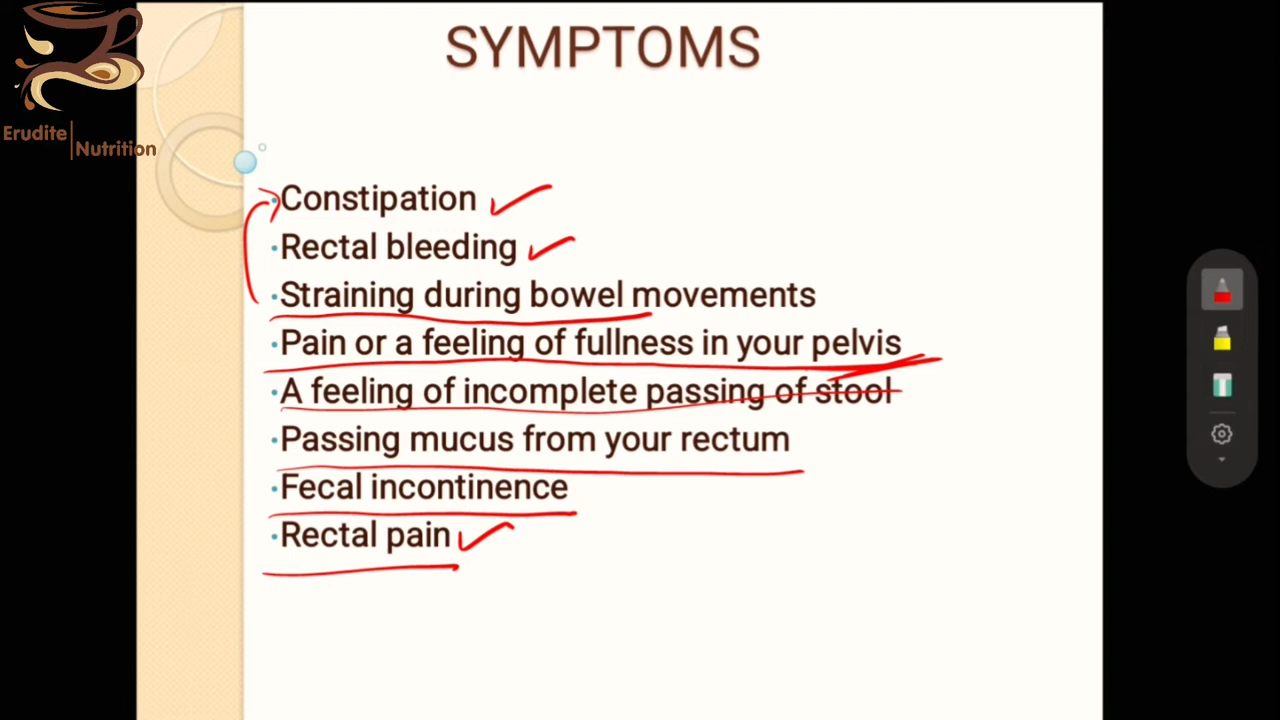 SYMPTOMS
Erudite
Nutrition
•Constipation
•Rectal bleeding
•Straining during bowel movements
•Pain or a feeling of fullness in your pelvis
•A feeling of incomplete passing of stool
•Passing mucus from your rectum
•Fecal incontinence
•Rectal pain